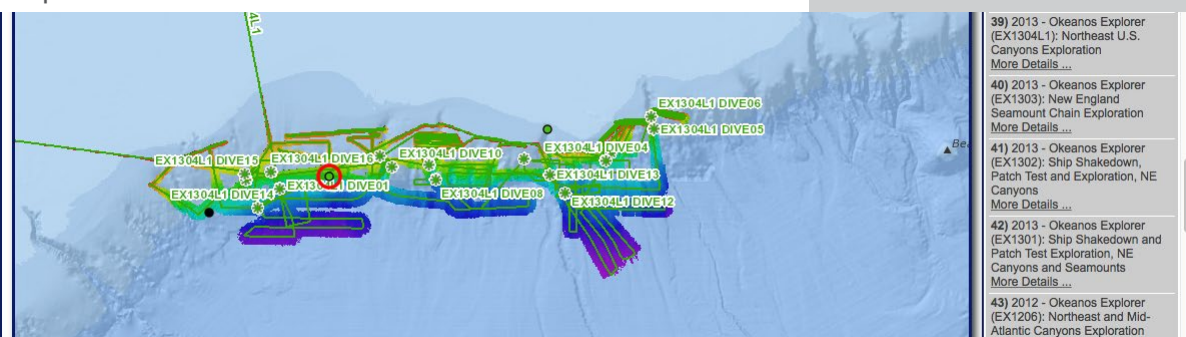 4L1
EX1304L1 DIVE06
EX1304L1 DIVE05
EX1304L1 DIVE04
EX1304L1 DIVE15
EX1304L1 DIVE16
EX1304L1 DIVE10
EX1304L1 DIVE13
EX1304L1 DIVE14
DIVE01
EX1304L1 DIVE08
EX1304L1 DIVE12
Be
39) 2013 - Okeanos Explorer
(EX1304L1): Northeast U.S.
Canyons Exploration
More Details ...
40) 2013 - Okeanos Explorer
(EX1303): New England
Seamount Chain Exploration
More Details ...
41) 2013 - Okeanos Explorer
(EX1302): Ship Shakedown,
Patch Test and Exploration, NE
Canyons
More Details ...
42) 2013 - Okeanos Explorer
(EX1301): Ship Shakedown and
Patch Test Exploration, NE
Canyons and Seamounts
More Details ...
43) 2012 - Okeanos Explorer
(EX1206): Northeast and Mid-
Atlantic Canyons Exploration